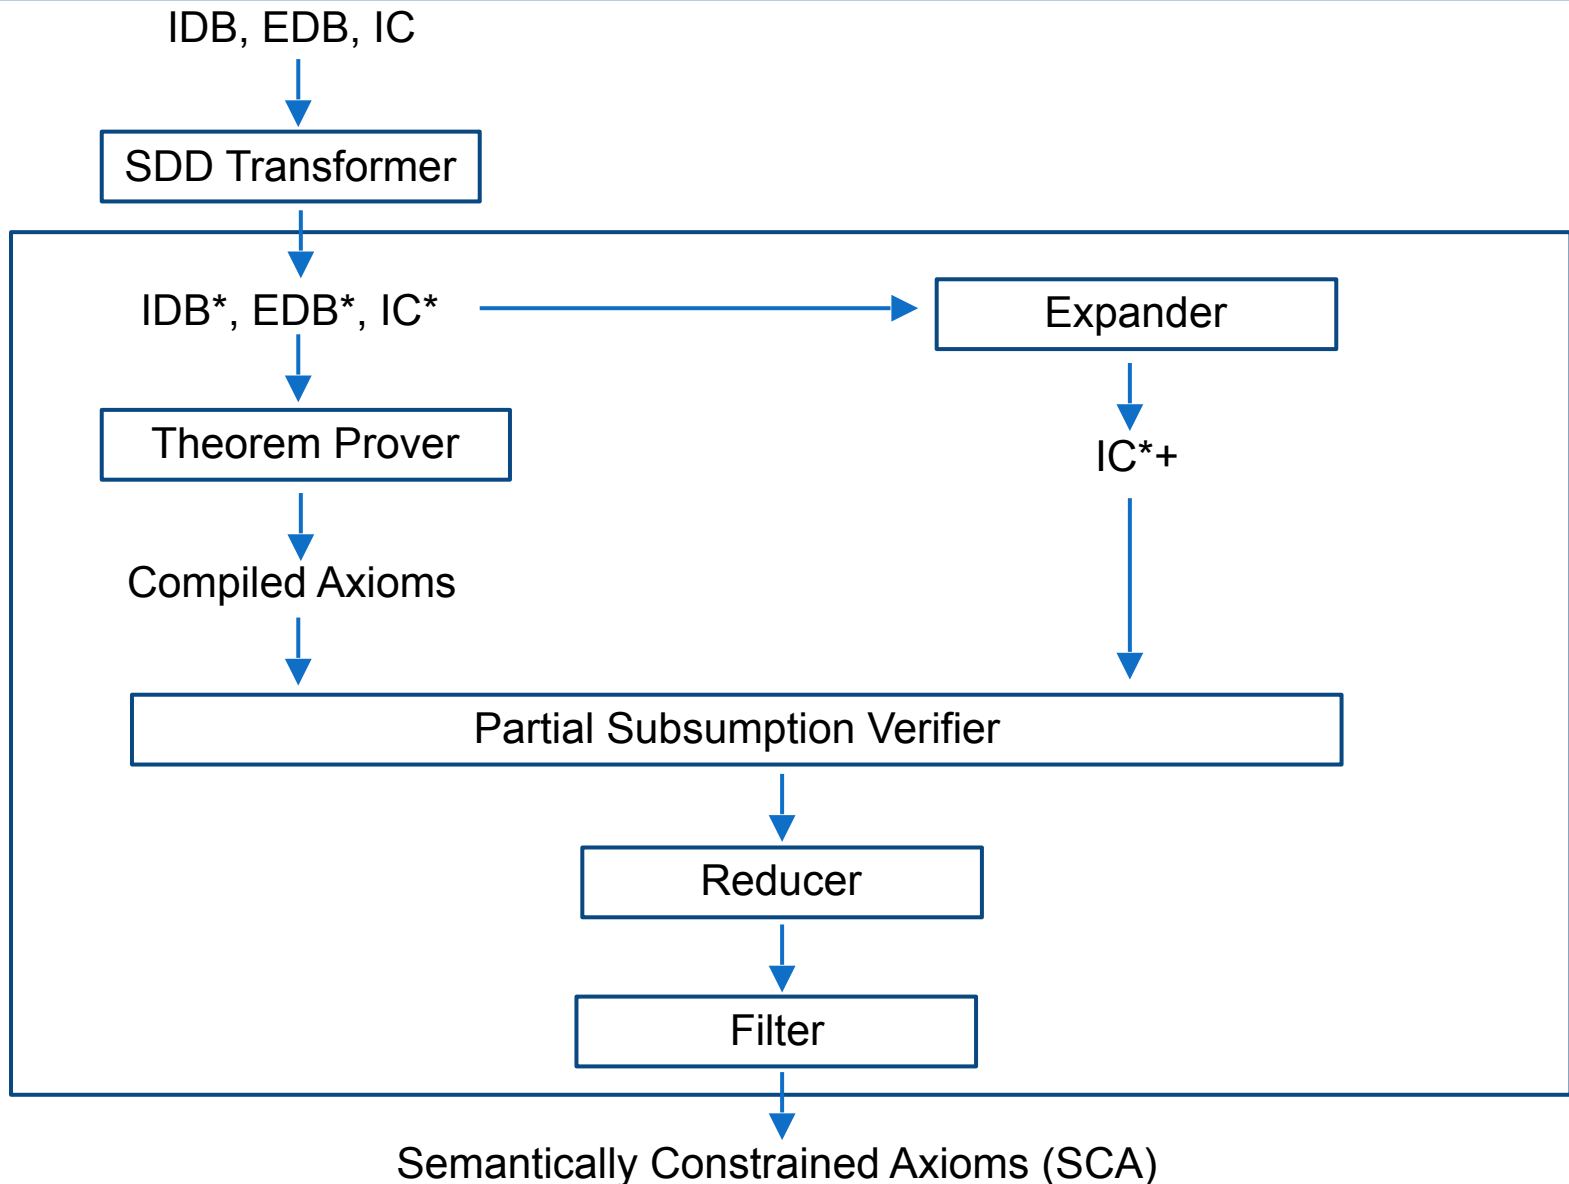 IDB, EDB, IC
SDD Transformer
IDB*, EDB*, IC*
Expander
Theorem Prover
IC*+
Compiled Axioms
Partial Subsumption Verifier
Reducer
Filter
Semantically Constrained Axioms (SCA)